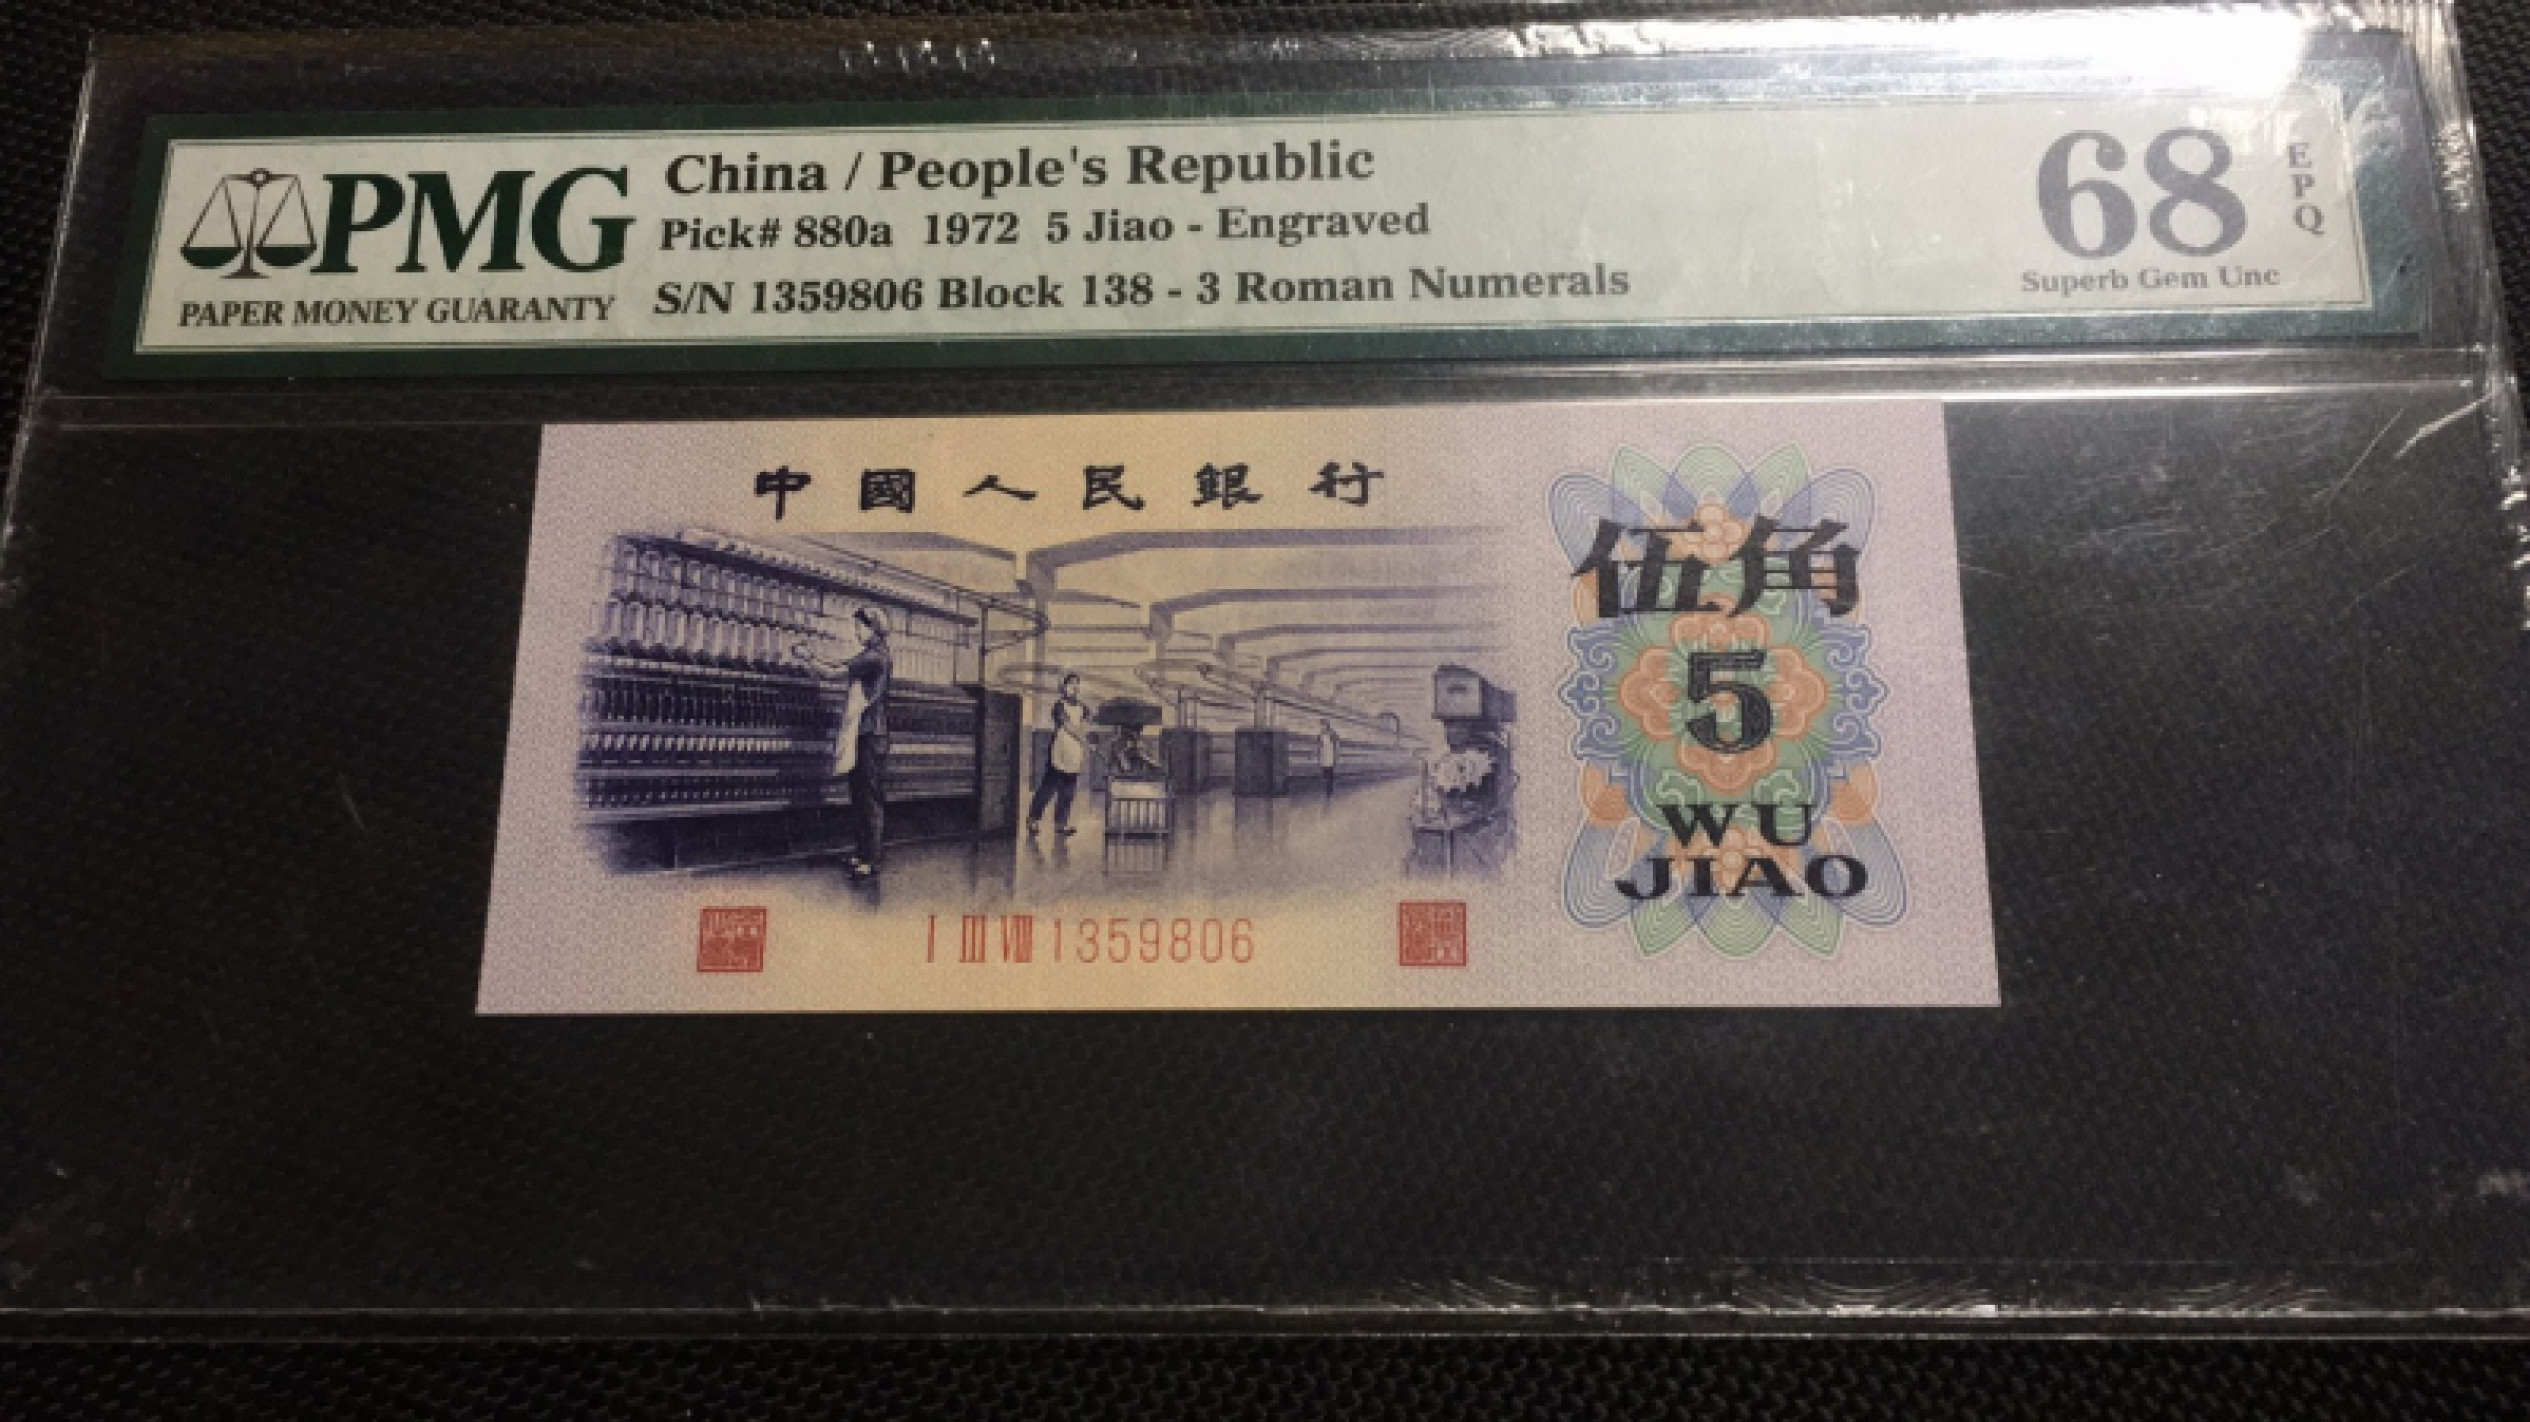 PMG
PAPER MONEY GUARANTY
China / People's Republic
Pick# 880a 1972 5 Jiao - Engraved
S/N 1359806 Block 138 - 3 Roman Numerals
68
EPQ
Superb Gem Unc
中國人民銀行
伍角
5
WU
JIAO
I III VIII 1359806